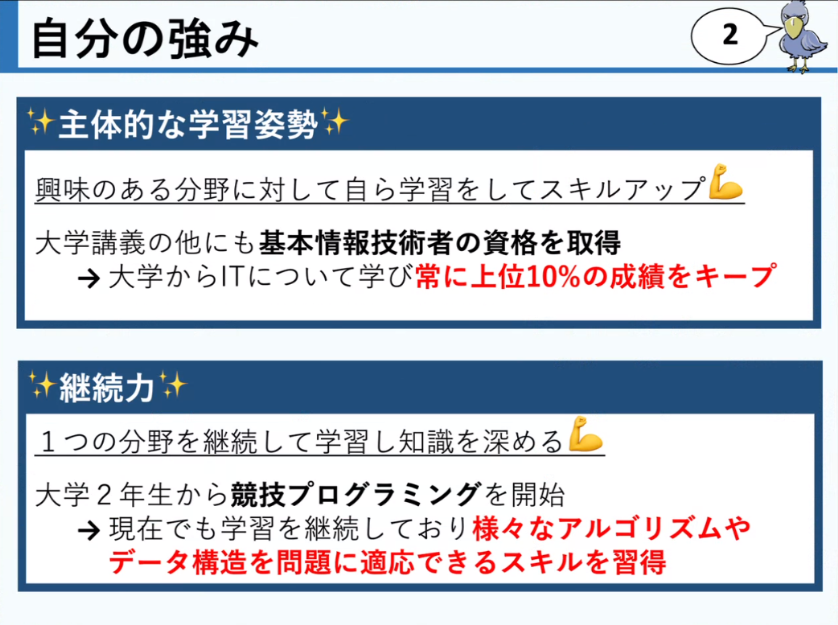 自分の強み
2
✨主体的な学習姿勢✨
興味のある分野に対して自ら学習をしてスキルアップ💪
大学講義の他にも基本情報技術者の資格を取得
→ 大学からITについて学び常に上位10%の成績をキープ
✨継続力✨
１つの分野を継続して学習し知識を深める💪
大学２年生から競技プログラミングを開始
→ 現在でも学習を継続しており様々なアルゴリズムや
データ構造を問題に適応できるスキルを習得